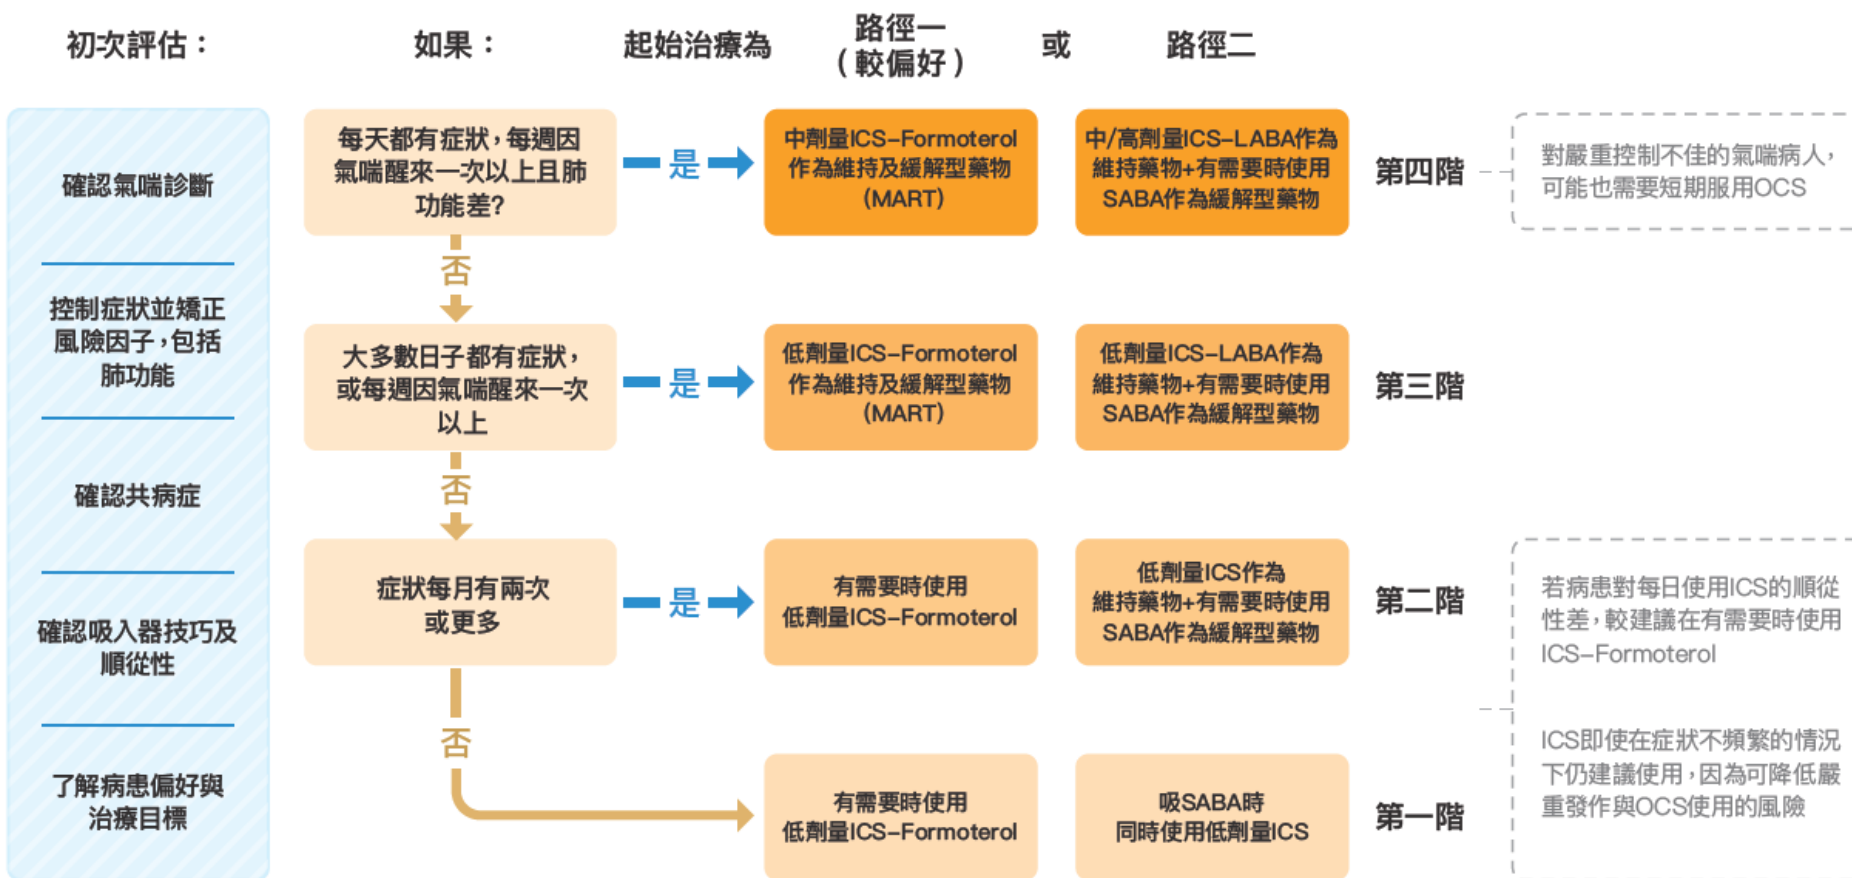 初次評估：
如果：
起始治療為
路徑一
（較偏好）
或
路徑二
確認氣喘診斷
控制症狀並矯正
風險因子，包括
肺功能
確認共病症
確認吸入器技巧及
順從性
了解病患偏好與
治療目標
每天都有症狀，每週因
氣喘醒來一次以上且肺
功能差?
是
中劑量ICS-Formoterol
作為維持及緩解型藥物
(MART)
中/高劑量ICS-LABA作為
維持藥物+有需要時使用
SABA作為緩解型藥物
第四階
對嚴重控制不佳的氣喘病人，
可能也需要短期服用OCS
否
大多數日子都有症狀，
或每週因氣喘醒來一次
以上
是
低劑量ICS-Formoterol
作為維持及緩解型藥物
(MART)
低劑量ICS-LABA作為
維持藥物+有需要時使用
SABA作為緩解型藥物
第三階
否
症狀每月有兩次
或更多
是
有需要時使用
低劑量ICS-Formoterol
低劑量ICS作為
維持藥物+有需要時使用
SABA作為緩解型藥物
第二階
若病患對每日使用ICS的順從
性差，較建議在有需要時使用
ICS-Formoterol
否
有需要時使用
低劑量ICS-Formoterol
吸SABA時
同時使用低劑量ICS
第一階
ICS即使在症狀不頻繁的情況
下仍建議使用，因為可降低嚴
重發作與OCS使用的風險